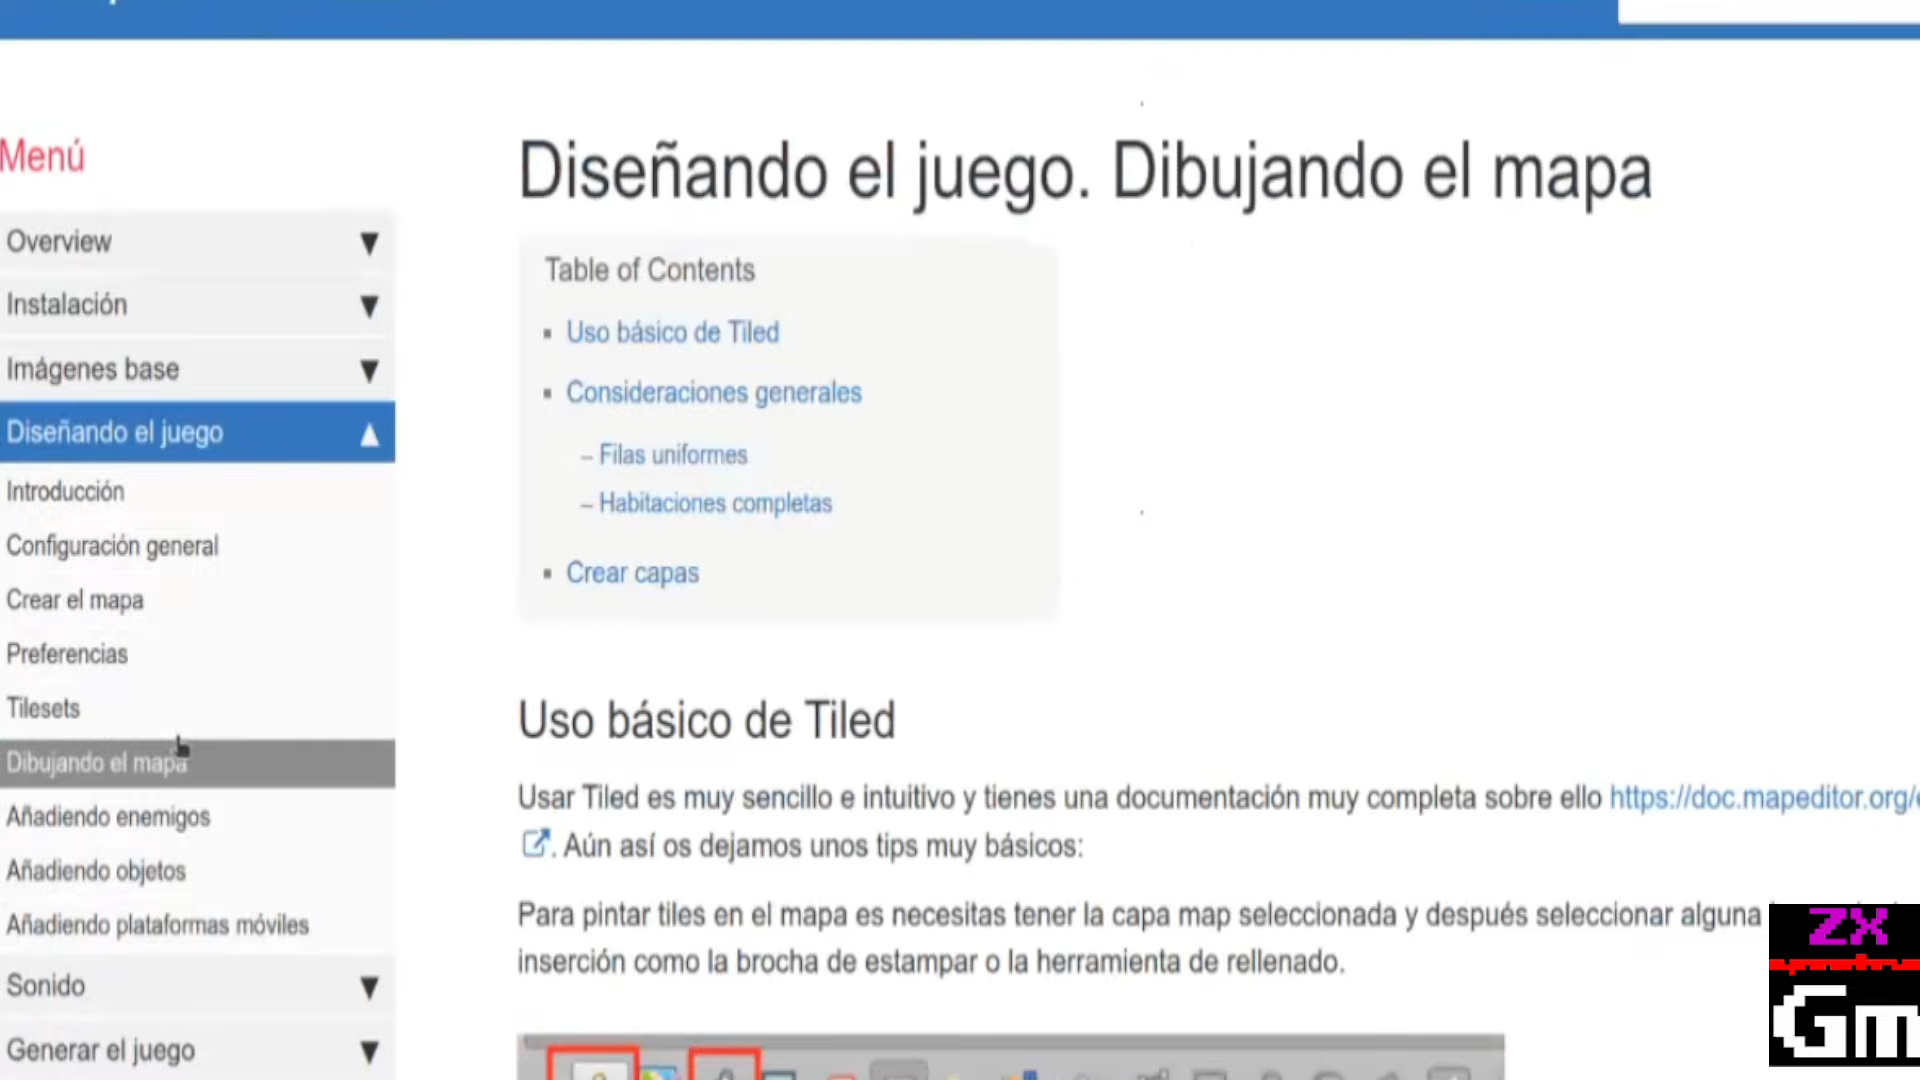 Menú
Overview
Instalación
Imágenes base
Diseñando el juego
Introducción
Configuración general
Crear el mapa
Preferencias
Tilesets
Dibujando el mapa
Añadiendo enemigos
Añadiendo objetos
Añadiendo plataformas móviles
Sonido
Generar el juego
Diseñando el juego. Dibujando el mapa
Table of Contents
Uso básico de Tiled
Consideraciones generales
– Filas uniformes
– Habitaciones completas
Crear capas
Uso básico de Tiled
Usar Tiled es muy sencillo e intuitivo y tienes una documentación muy completa sobre ello https://doc.mapeditor.org/
. Aún así os dejamos unos tips muy básicos:
Para pintar tiles en el mapa es necesitas tener la capa map seleccionada y después seleccionar alguna
inserción como la brocha de estampar o la herramienta de rellenado.
ZX
Gm